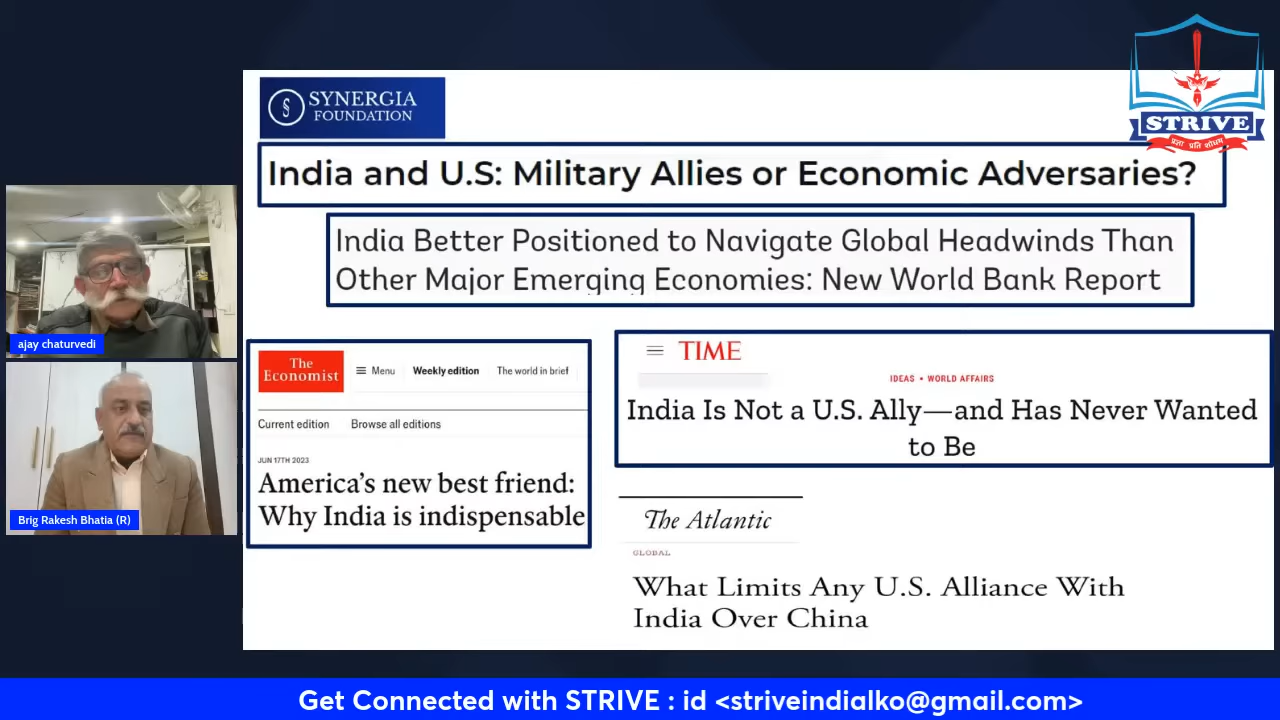 SYNERGIA
FOUNDATION
STRIVE
प्रज्ञा प्रति शोधम्
India and U.S: Military Allies or Economic Adversaries?
India Better Positioned to Navigate Global Headwinds Than
Other Major Emerging Economies: New World Bank Report
ajay chaturvedi
Brig Rakesh Bhatia (R)
The
Economist
Menu
Weekly edition
The world in brief
Current edition
Browse all editions
JUN 17TH 2023
America's new best friend:
Why India is indispensable
TIME
IDEAS • WORLD AFFAIRS
India Is Not a U.S. Ally—and Has Never Wanted
to Be
The Atlantic
GLOBAL
What Limits Any U.S. Alliance With
India Over China
Get Connected with STRIVE : id <striveindialko@gmail.com>